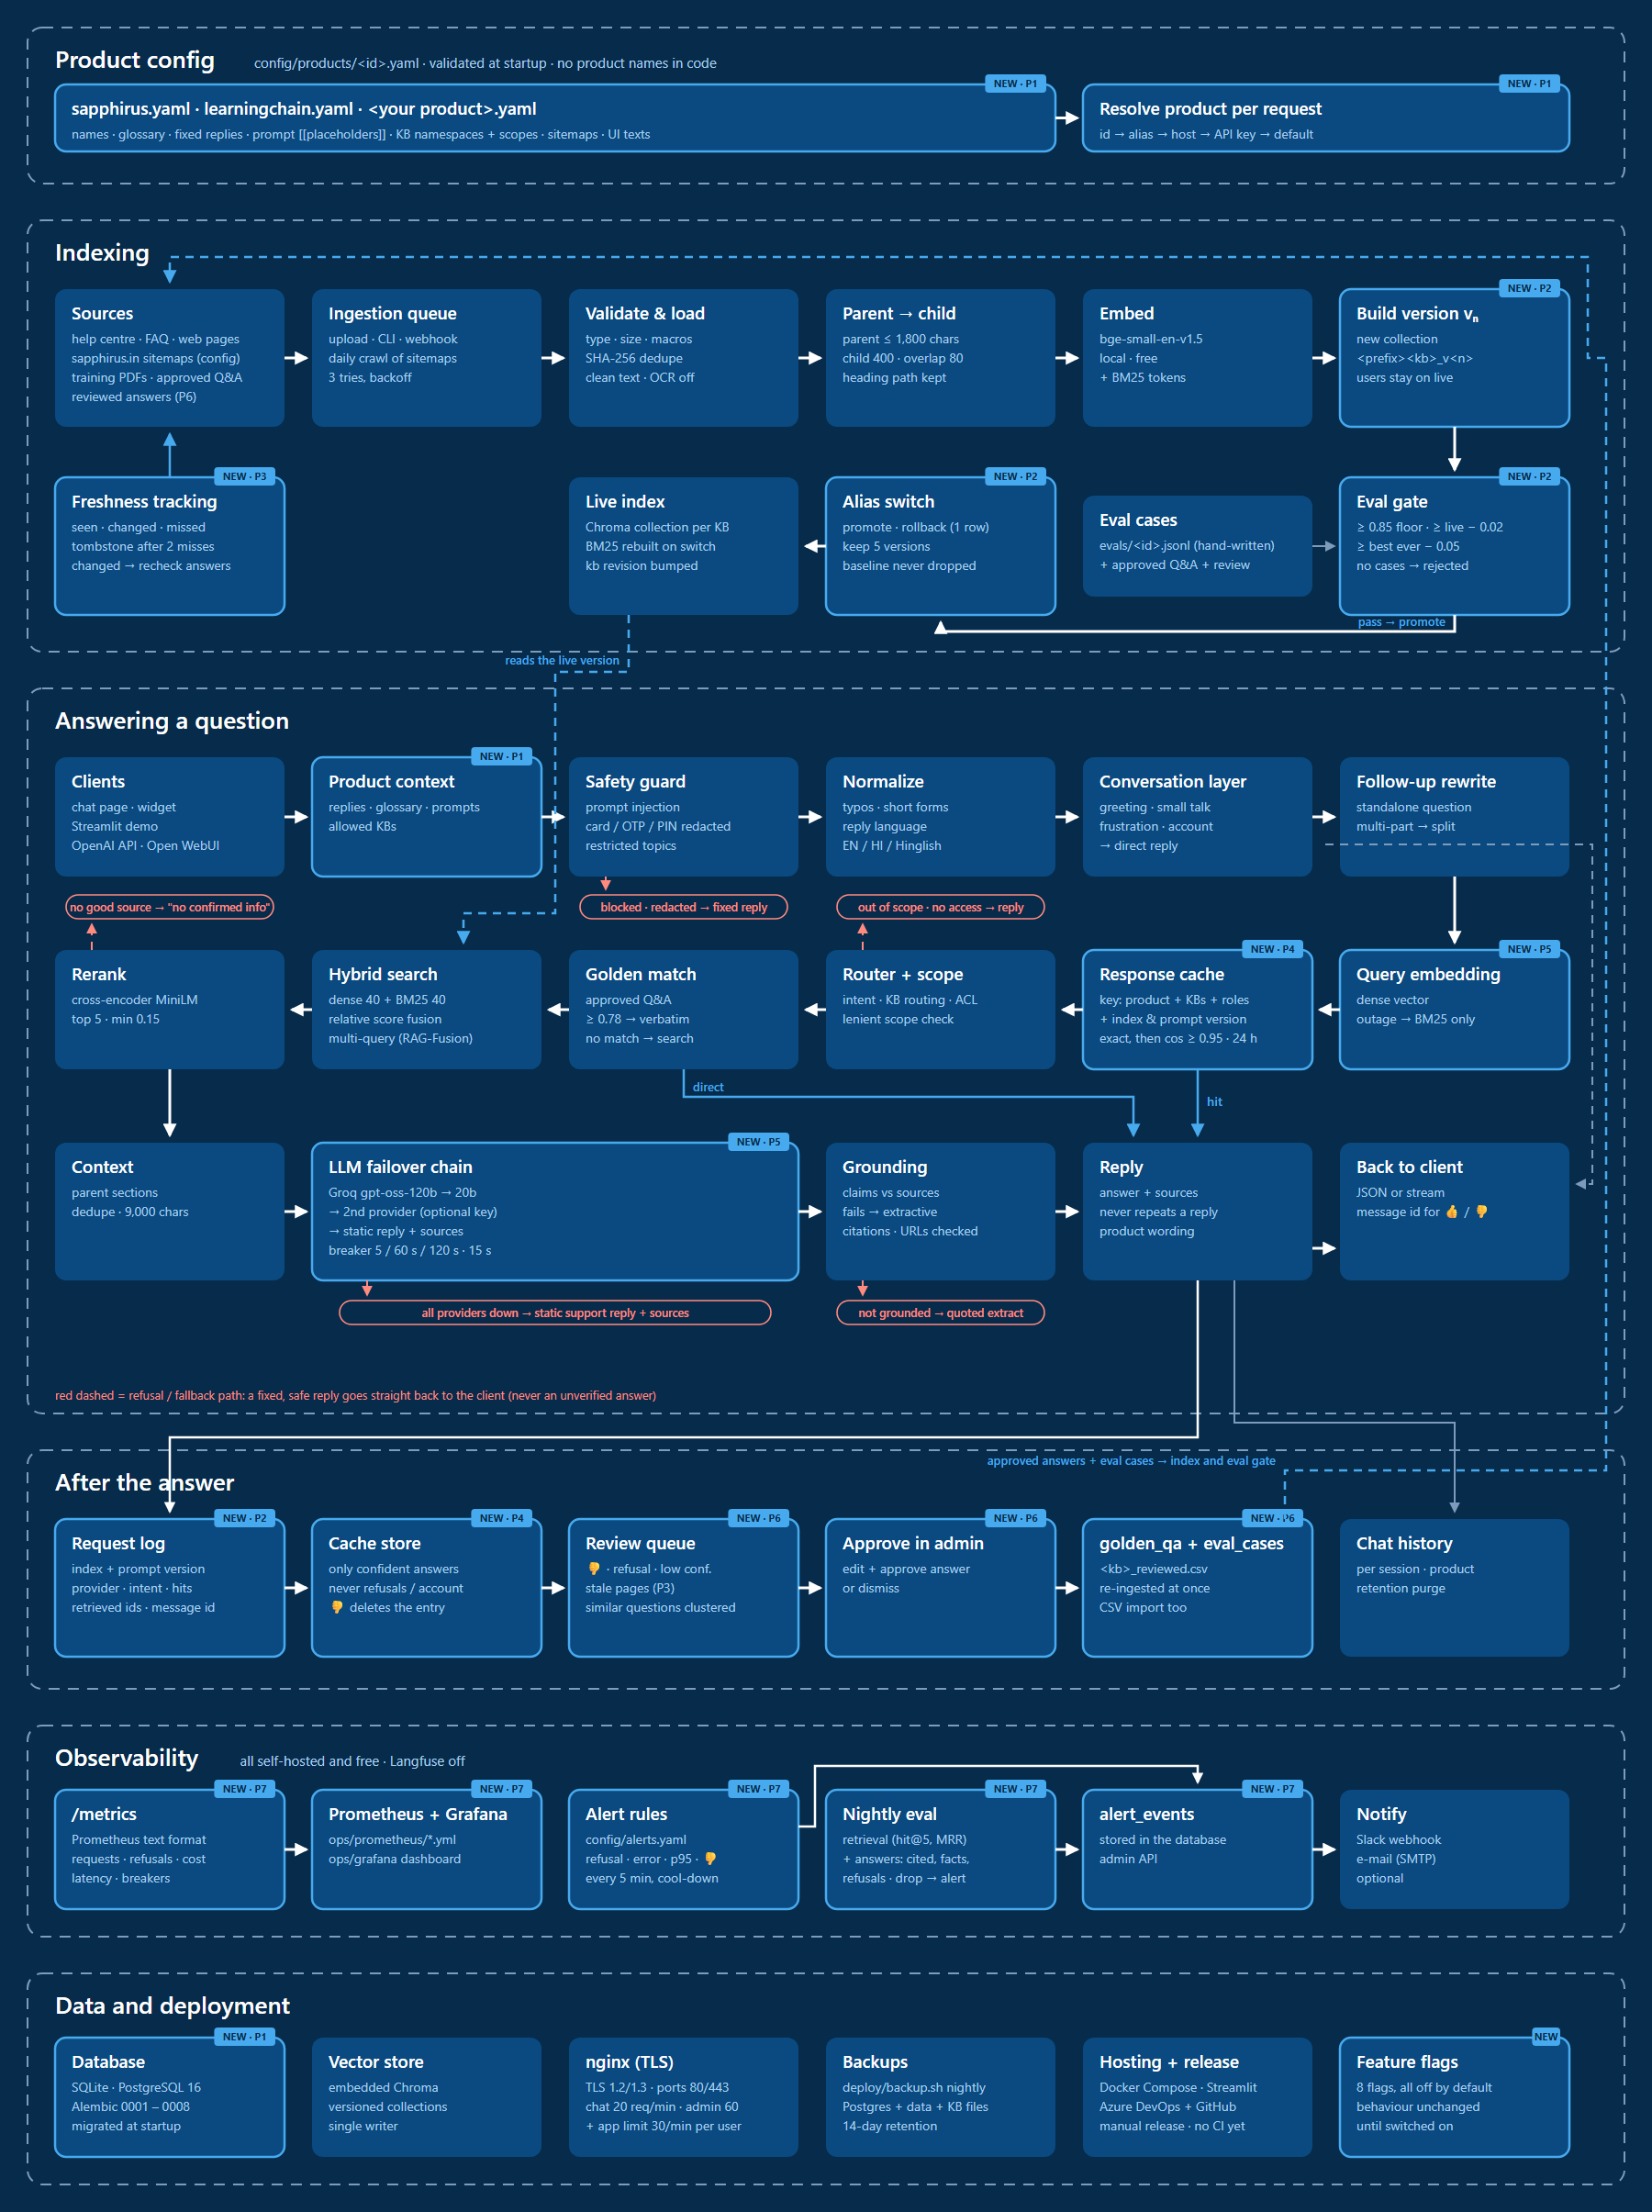 Product config
config/products/<id>.yaml · validated at startup · no product names in code
NEW · P1
sapphirus.yaml · learningchain.yaml · <your product>.yaml
names · glossary · fixed replies · prompt [[placeholders]] · KB namespaces + scopes · sitemaps · UI texts
NEW · P1
Resolve product per request
id → alias → host → API key → default
Indexing
Sources
help centre · FAQ · web pages
sapphirus.in sitemaps (config)
training PDFs · approved Q&A
reviewed answers (P6)
Ingestion queue
upload · CLI · webhook
daily crawl of sitemaps
3 tries, backoff
Validate & load
type · size · macros
SHA-256 dedupe
clean text · OCR off
Parent → child
parent ≤ 1,800 chars
child 400 · overlap 80
heading path kept
Embed
bge-small-en-v1.5
local · free
+ BM25 tokens
NEW · P2
Build version vn
new collection
<prefix><kb>_v<n>
users stay on live
NEW · P3
Freshness tracking
seen · changed · missed
tombstone after 2 misses
changed → recheck answers
Live index
Chroma collection per KB
BM25 rebuilt on switch
kb revision bumped
NEW · P2
Alias switch
promote · rollback (1 row)
keep 5 versions
baseline never dropped
Eval cases
evals/<id>.jsonl (hand-written)
+ approved Q&A + review
NEW · P2
Eval gate
≥ 0.85 floor · ≥ live − 0.02
≥ best ever − 0.05
no cases → rejected
pass → promote
reads the live version
Answering a question
Clients
chat page · widget
Streamlit demo
OpenAI API · Open WebUI
NEW · P1
Product context
replies · glossary · prompts
allowed KBs
Safety guard
prompt injection
card / OTP / PIN redacted
restricted topics
Normalize
typos · short forms
reply language
EN / HI / Hinglish
Conversation layer
greeting · small talk
frustration · account
→ direct reply
Follow-up rewrite
standalone question
multi-part → split
no good source → "no confirmed info"
blocked · redacted → fixed reply
out of scope · no access → reply
Rerank
cross-encoder MiniLM
top 5 · min 0.15
Hybrid search
dense 40 + BM25 40
relative score fusion
multi-query (RAG-Fusion)
Golden match
approved Q&A
≥ 0.78 → verbatim
no match → search
Router + scope
intent · KB routing · ACL
lenient scope check
NEW · P4
Response cache
key: product + KBs + roles
+ index & prompt version
exact, then cos ≥ 0.95 · 24 h
NEW · P5
Query embedding
dense vector
outage → BM25 only
direct
hit
Context
parent sections
dedupe · 9,000 chars
NEW · P5
LLM failover chain
Groq gpt-oss-120b → 20b
→ 2nd provider (optional key)
→ static reply + sources
breaker 5 / 60 s / 120 s · 15 s
Grounding
claims vs sources
fails → extractive
citations · URLs checked
Reply
answer + sources
never repeats a reply
product wording
Back to client
JSON or stream
message id for 👍 / 👎
all providers down → static support reply + sources
not grounded → quoted extract
red dashed = refusal / fallback path: a fixed, safe reply goes straight back to the client (never an unverified answer)
After the answer
approved answers + eval cases → index and eval gate
NEW · P2
Request log
index + prompt version
provider · intent · hits
retrieved ids · message id
NEW · P4
Cache store
only confident answers
never refusals / account
👎 deletes the entry
NEW · P6
Review queue
👎 · refusal · low conf.
stale pages (P3)
similar questions clustered
NEW · P6
Approve in admin
edit + approve answer
or dismiss
NEW · P6
golden_qa + eval_cases
<kb>_reviewed.csv
re-ingested at once
CSV import too
Chat history
per session · product
retention purge
Observability
all self-hosted and free · Langfuse off
NEW · P7
/metrics
Prometheus text format
requests · refusals · cost
latency · breakers
NEW · P7
Prometheus + Grafana
ops/prometheus/*.yml
ops/grafana dashboard
NEW · P7
Alert rules
config/alerts.yaml
refusal · error · p95 · 👎
every 5 min, cool-down
NEW · P7
Nightly eval
retrieval (hit@5, MRR)
+ answers: cited, facts,
refusals · drop → alert
NEW · P7
alert_events
stored in the database
admin API
Notify
Slack webhook
e-mail (SMTP)
optional
Data and deployment
NEW · P1
Database
SQLite · PostgreSQL 16
Alembic 0001 – 0008
migrated at startup
Vector store
embedded Chroma
versioned collections
single writer
nginx (TLS)
TLS 1.2/1.3 · ports 80/443
chat 20 req/min · admin 60
+ app limit 30/min per user
Backups
deploy/backup.sh nightly
Postgres + data + KB files
14-day retention
Hosting + release
Docker Compose · Streamlit
Azure DevOps + GitHub
manual release · no CI yet
NEW
Feature flags
8 flags, all off by default
behaviour unchanged
until switched on